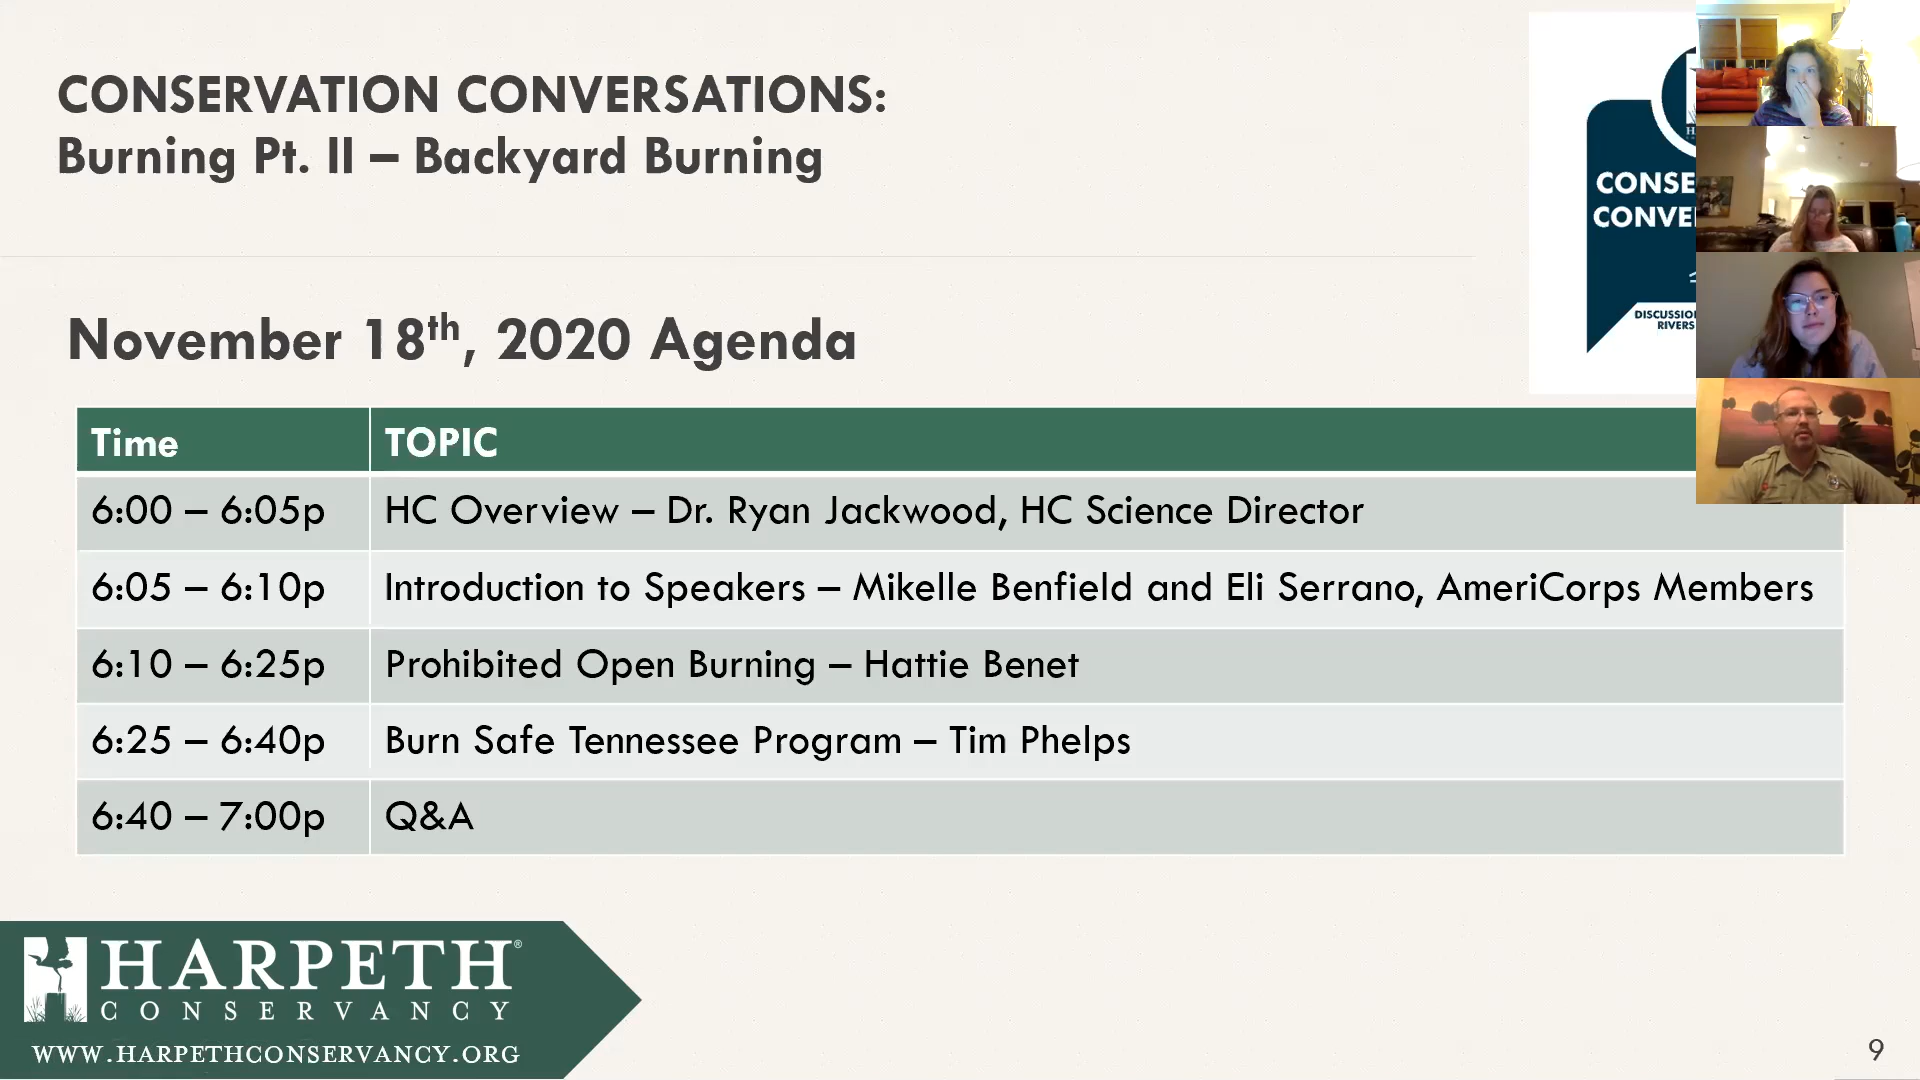 CONSERVATION CONVERSATIONS:
Burning Pt. II – Backyard Burning
November 18th, 2020 Agenda
Time TOPIC
6:00 – 6:05p HC Overview – Dr. Ryan Jackwood, HC Science Director
6:05 – 6:10p Introduction to Speakers – Mikelle Benfield and Eli Serrano, AmeriCorps Members
6:10 – 6:25p Prohibited Open Burning – Hattie Benet
6:25 – 6:40p Burn Safe Tennessee Program – Tim Phelps
6:40 – 7:00p Q&A
CONSE
CONVE
DISCUSSIO
RIVERS
HARPETH®
CONSERVANCY
WWW.HARPETHCONSERVANCY.ORG
9